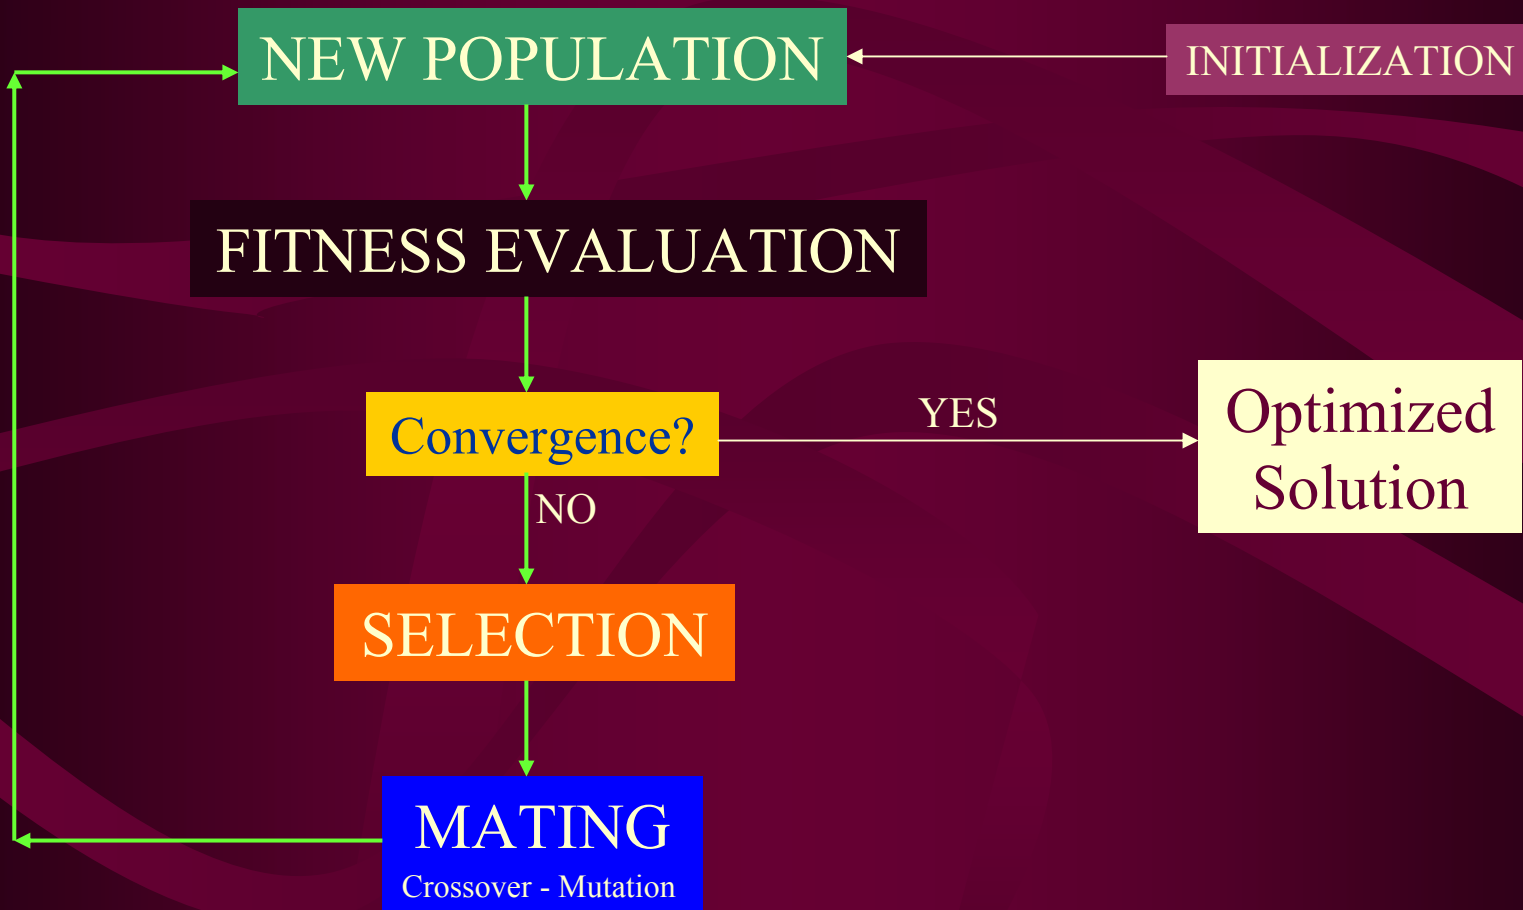 NEW POPULATION
INITIALIZATION
FITNESS EVALUATION
Convergence?
YES
Optimized
Solution
NO
SELECTION
MATING
Crossover - Mutation